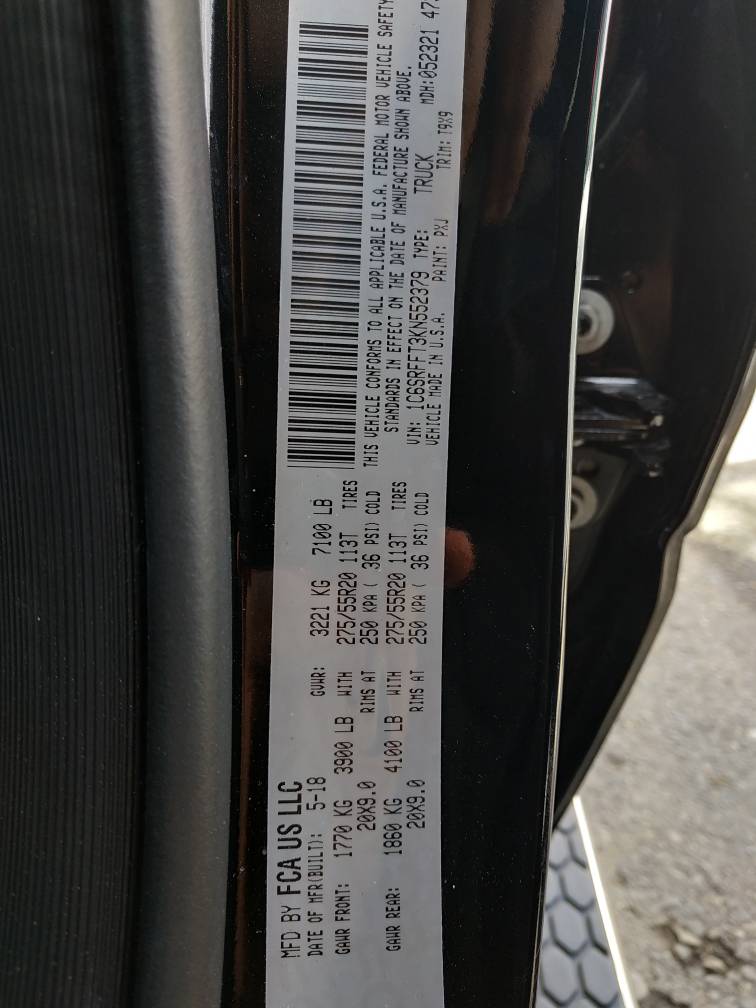 MFD BY FCA US LLC
DATE OF MFR(BUILT): 5-18 GVWR: 3221 KG 7100 LB
GAWR FRONT: 1770 KG 3900 LB WITH 275/55R20 113T TIRES
20X9.0 RIMS AT 250 KPA ( 36 PSI) COLD
GAWR REAR: 1860 KG 4100 LB WITH 275/55R20 113T TIRES
20X9.0 RIMS AT 250 KPA ( 36 PSI) COLD
THIS VEHICLE CONFORMS TO ALL APPLICABLE U.S.A. FEDERAL MOTOR VEHICLE SAFETY
STANDARDS IN EFFECT ON THE DATE OF MANUFACTURE SHOWN ABOVE.
VIN: 1C6SRFFT3KN552379 TYPE: TRUCK MDH:052321
VEHICLE MADE IN U.S.A. PAINT: PXJ TRIM: T9X9